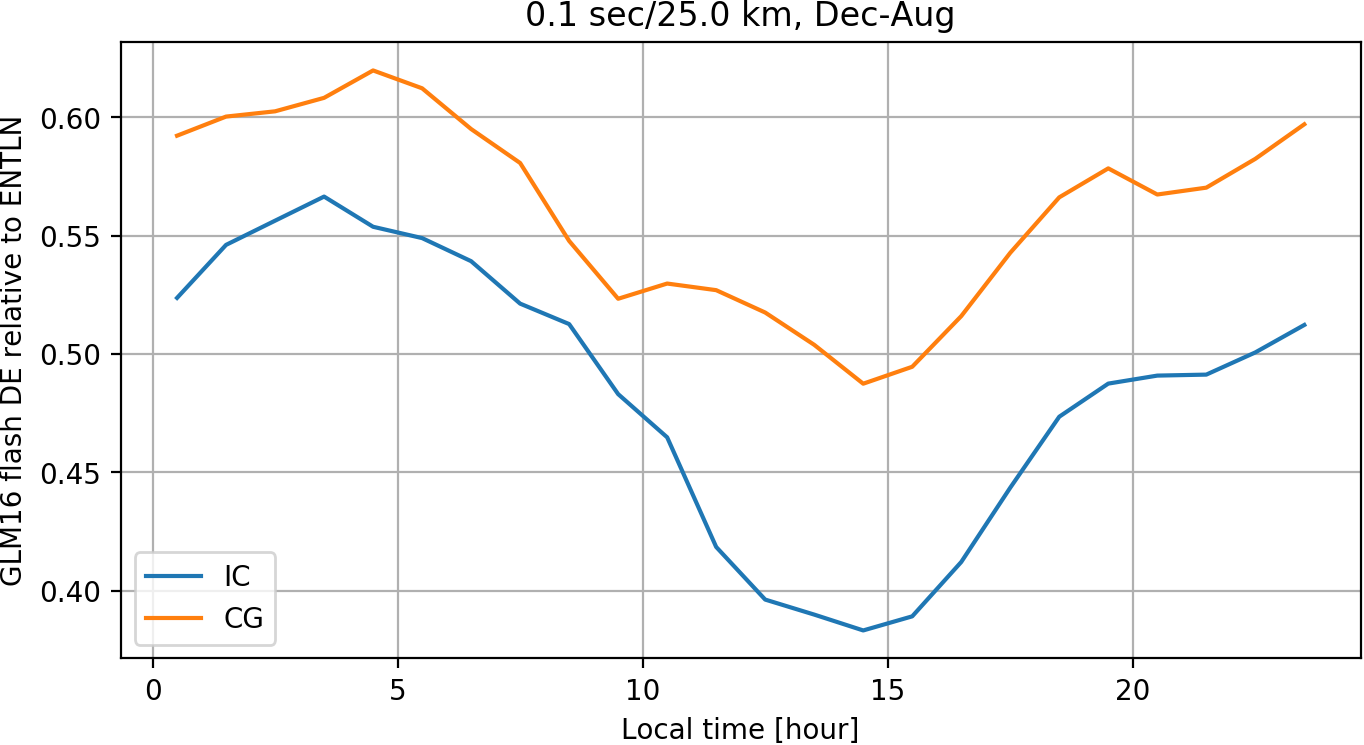 0.1 sec/25.0 km, Dec-Aug
GLM16 flash DE relative to ENTLN
0.60
0.55
0.50
0.45
0.40
IC
CG
0 5 10 15 20
Local time [hour]